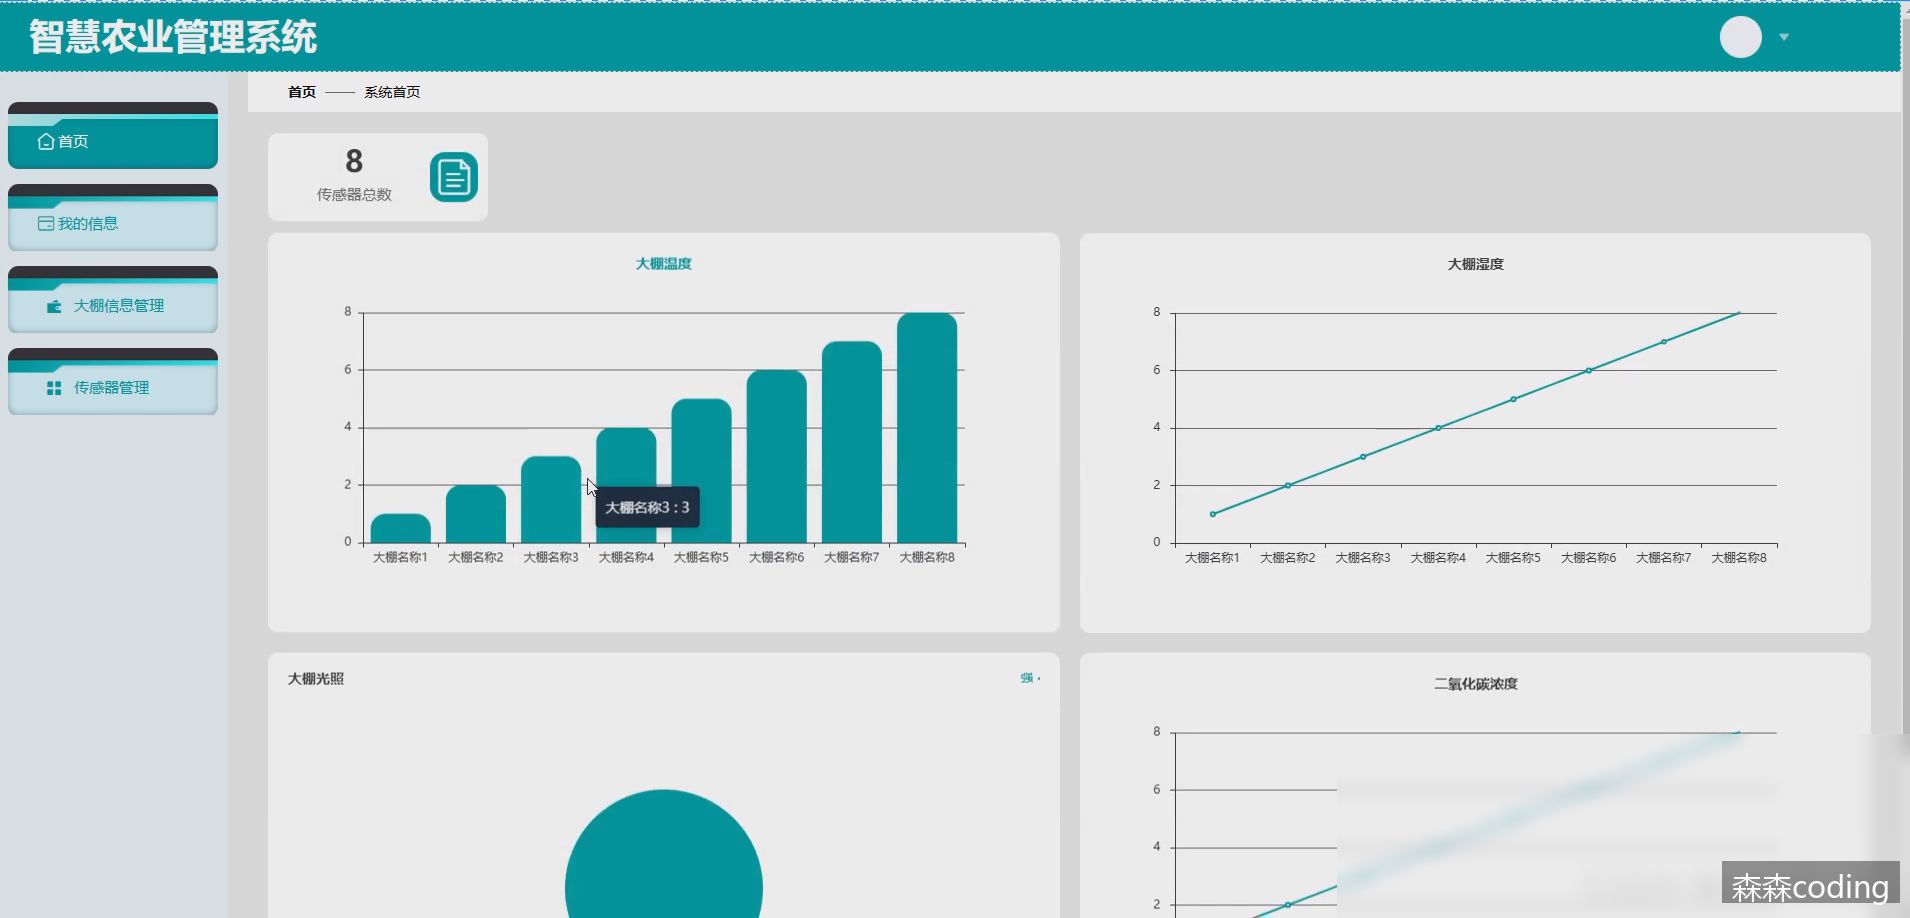 智慧农业管理系统
首页 —— 系统首页
首页
我的信息
大棚信息管理
传感器管理
8
传感器总数
大棚温度
8
6
4
2
0
大棚名称3 : 3
大棚名称1 大棚名称2 大棚名称3 大棚名称4 大棚名称5 大棚名称6 大棚名称7 大棚名称8
大棚湿度
8
6
4
2
0
大棚名称1 大棚名称2 大棚名称3 大棚名称4 大棚名称5 大棚名称6 大棚名称7 大棚名称8
大棚光照
强
二氧化碳浓度
8
6
4
2
森森coding